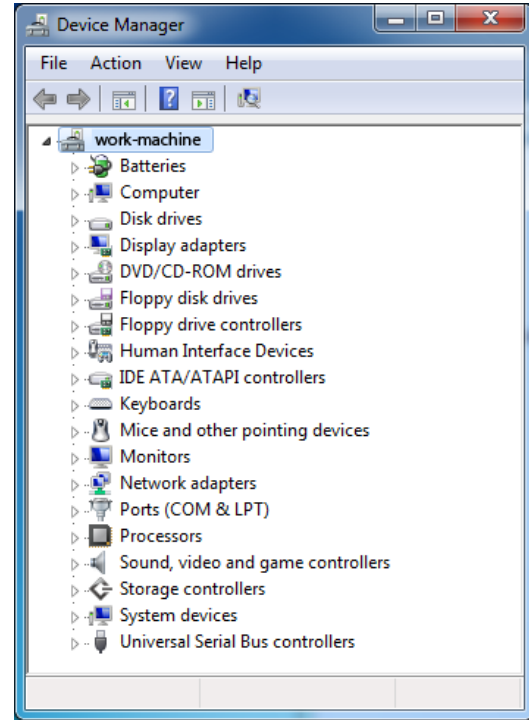 Device Manager
File Action View Help
work-machine
Batteries
Computer
Disk drives
Display adapters
DVD/CD-ROM drives
Floppy disk drives
Floppy drive controllers
Human Interface Devices
IDE ATA/ATAPI controllers
Keyboards
Mice and other pointing devices
Monitors
Network adapters
Ports (COM & LPT)
Processors
Sound, video and game controllers
Storage controllers
System devices
Universal Serial Bus controllers